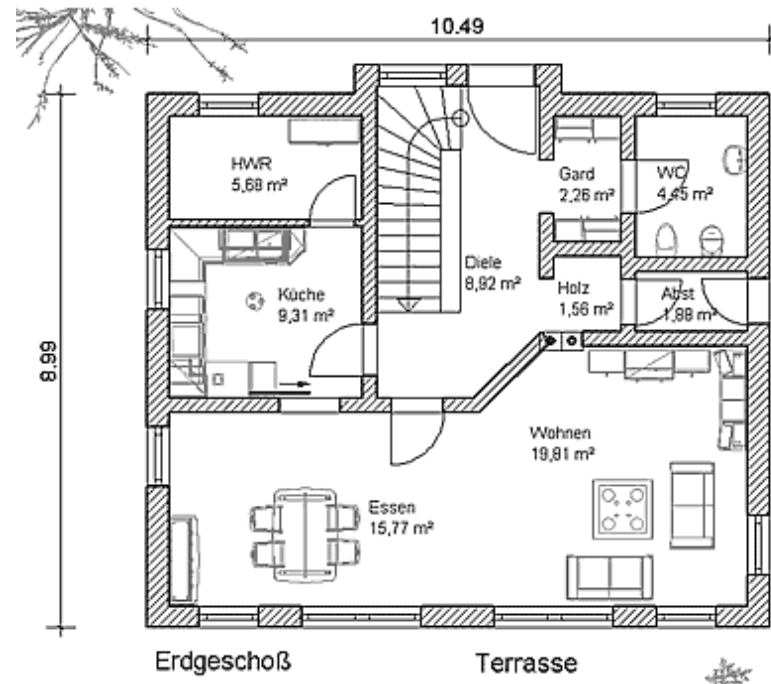 10.49
HWR
5,68 m²
Gard
2,26 m²
WC
4,45 m²
Diele
8,92 m²
Küche
9,31 m²
Holz
1,56 m²
Abst
1,88 m²
8.99
Wohnen
19,81 m²
Essen
15,77 m²
Erdgeschoß
Terrasse